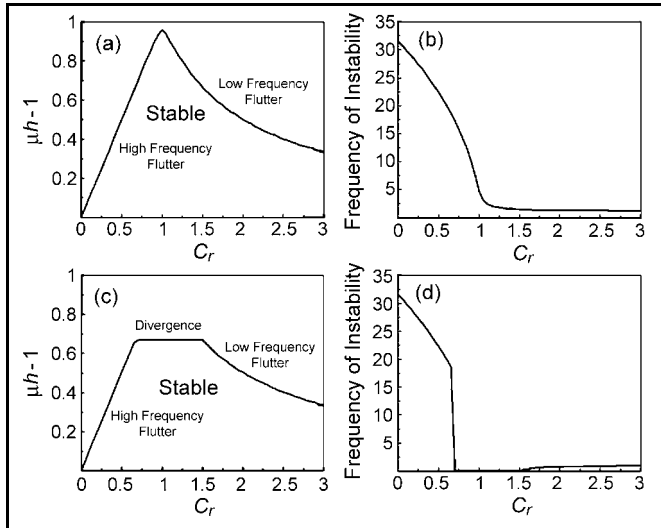 (a)
μh - 1
1
0.8
0.6
0.4
0.2
Low Frequency
Flutter
Stable
High Frequency
Flutter
0 0.5 1 1.5 2 2.5 3
Cr
(b)
Frequency of Instability
35
30
25
20
15
10
5
0 0.5 1 1.5 2 2.5 3
Cr
(c)
μh - 1
1
0.8
0.6
0.4
0.2
Divergence
Low Frequency
Flutter
Stable
High Frequency
Flutter
0 0.5 1 1.5 2 2.5 3
Cr
(d)
Frequency of Instability
35
30
25
20
15
10
5
0 0.5 1 1.5 2 2.5 3
Cr